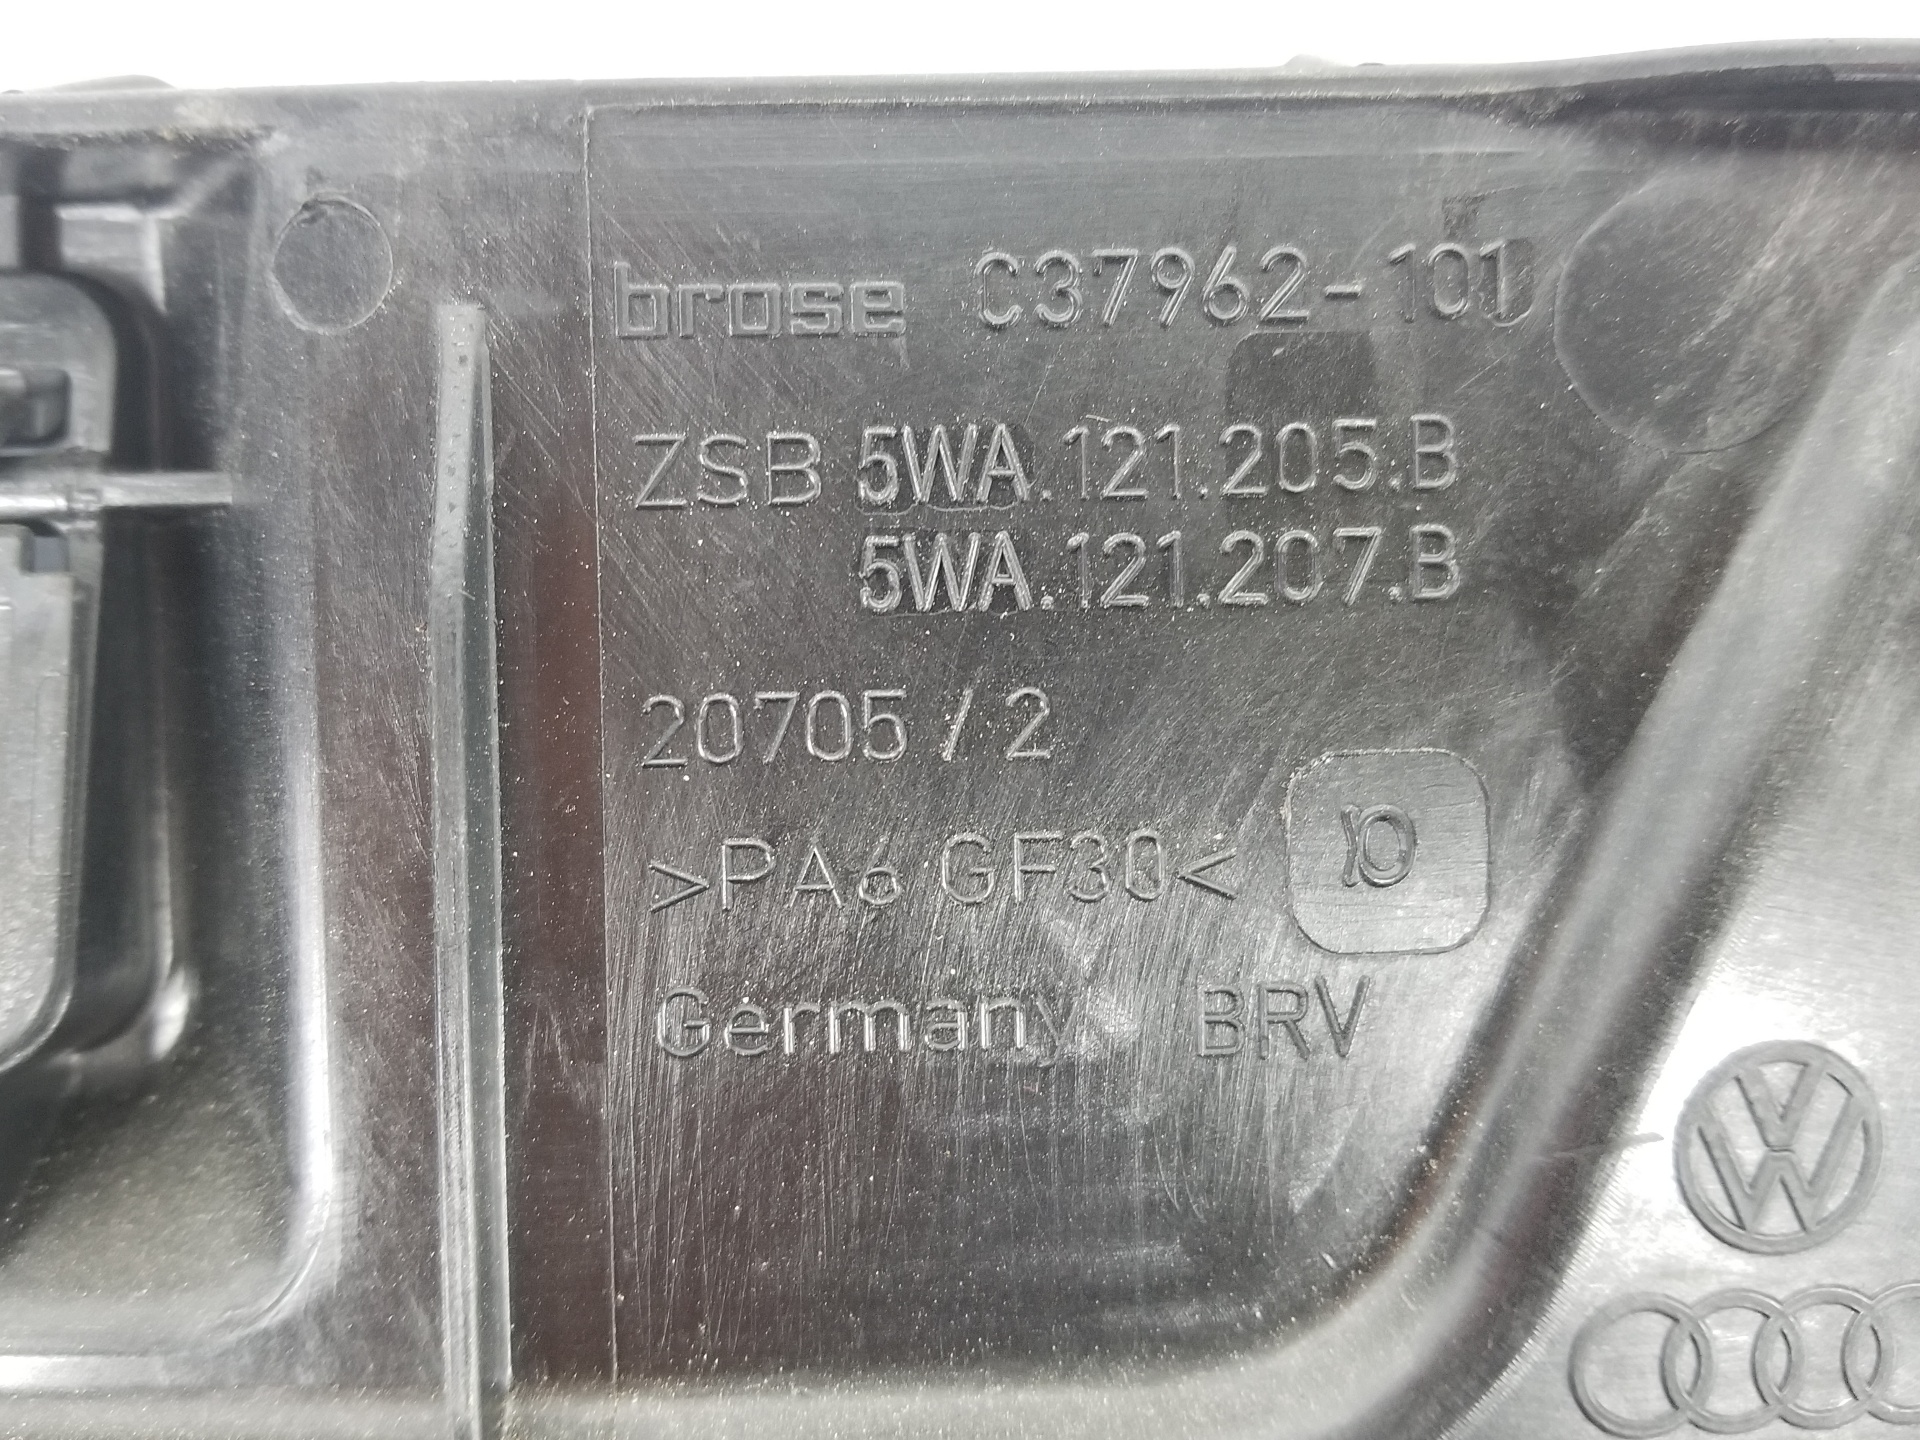 brose C37962-101
ZSB 5WA.121.205.B
5WA.121.207.B
20705 / 2
>PA6 GF30<
Germany BRV